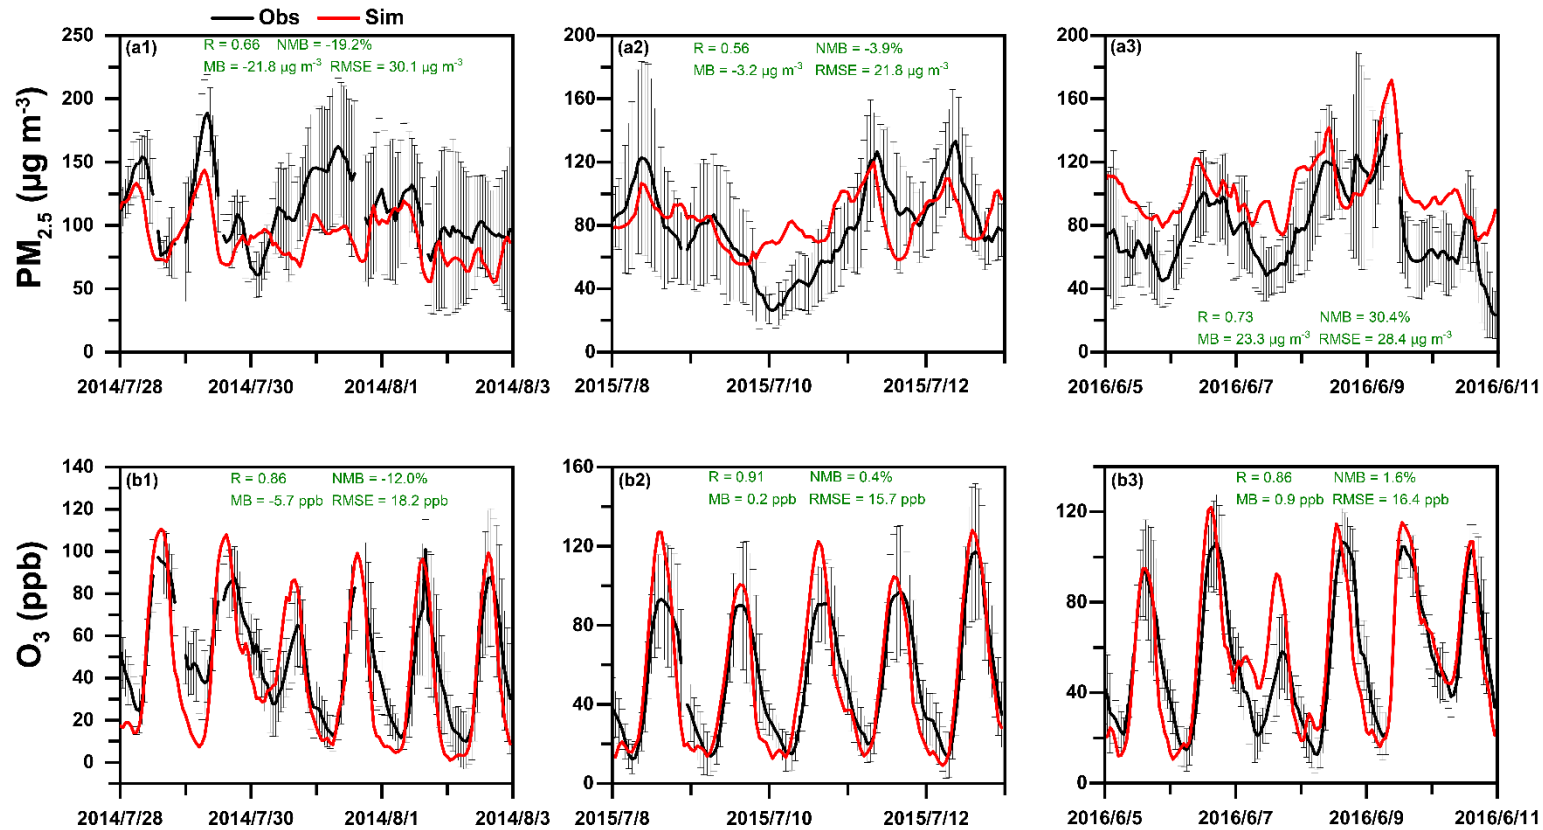 Obs Sim
PM2.5 (μg m-3)
250
200
150
100
50
0
(a1)
R = 0.66 NMB = -19.2%
MB = -21.8 μg m-3 RMSE = 30.1 μg m-3
2014/7/28 2014/7/30 2014/8/1 2014/8/3
200
160
120
80
40
0
(a2)
R = 0.56 NMB = -3.9%
MB = -3.2 μg m-3 RMSE = 21.8 μg m-3
2015/7/8 2015/7/10 2015/7/12
200
160
120
80
40
0
(a3)
R = 0.73 NMB = 30.4%
MB = 23.3 μg m-3 RMSE = 28.4 μg m-3
2016/6/5 2016/6/7 2016/6/9 2016/6/11
O3 (ppb)
140
120
100
80
60
40
20
0
(b1)
R = 0.86 NMB = -12.0%
MB = -5.7 ppb RMSE = 18.2 ppb
2014/7/28 2014/7/30 2014/8/1 2014/8/3
160
120
80
40
0
(b2)
R = 0.91 NMB = 0.4%
MB = 0.2 ppb RMSE = 15.7 ppb
2015/7/8 2015/7/10 2015/7/12
120
80
40
0
(b3)
R = 0.86 NMB = 1.6%
MB = 0.9 ppb RMSE = 16.4 ppb
2016/6/5 2016/6/7 2016/6/9 2016/6/11